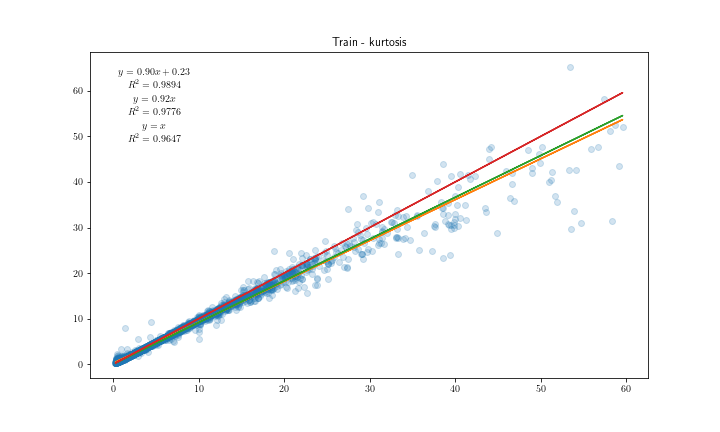 Train - kurtosis
y = 0.90x + 0.23
R² = 0.9894
y = 0.92x
R² = 0.9776
y = x
R² = 0.9647
60
50
40
30
20
10
0
0 10 20 30 40 50 60